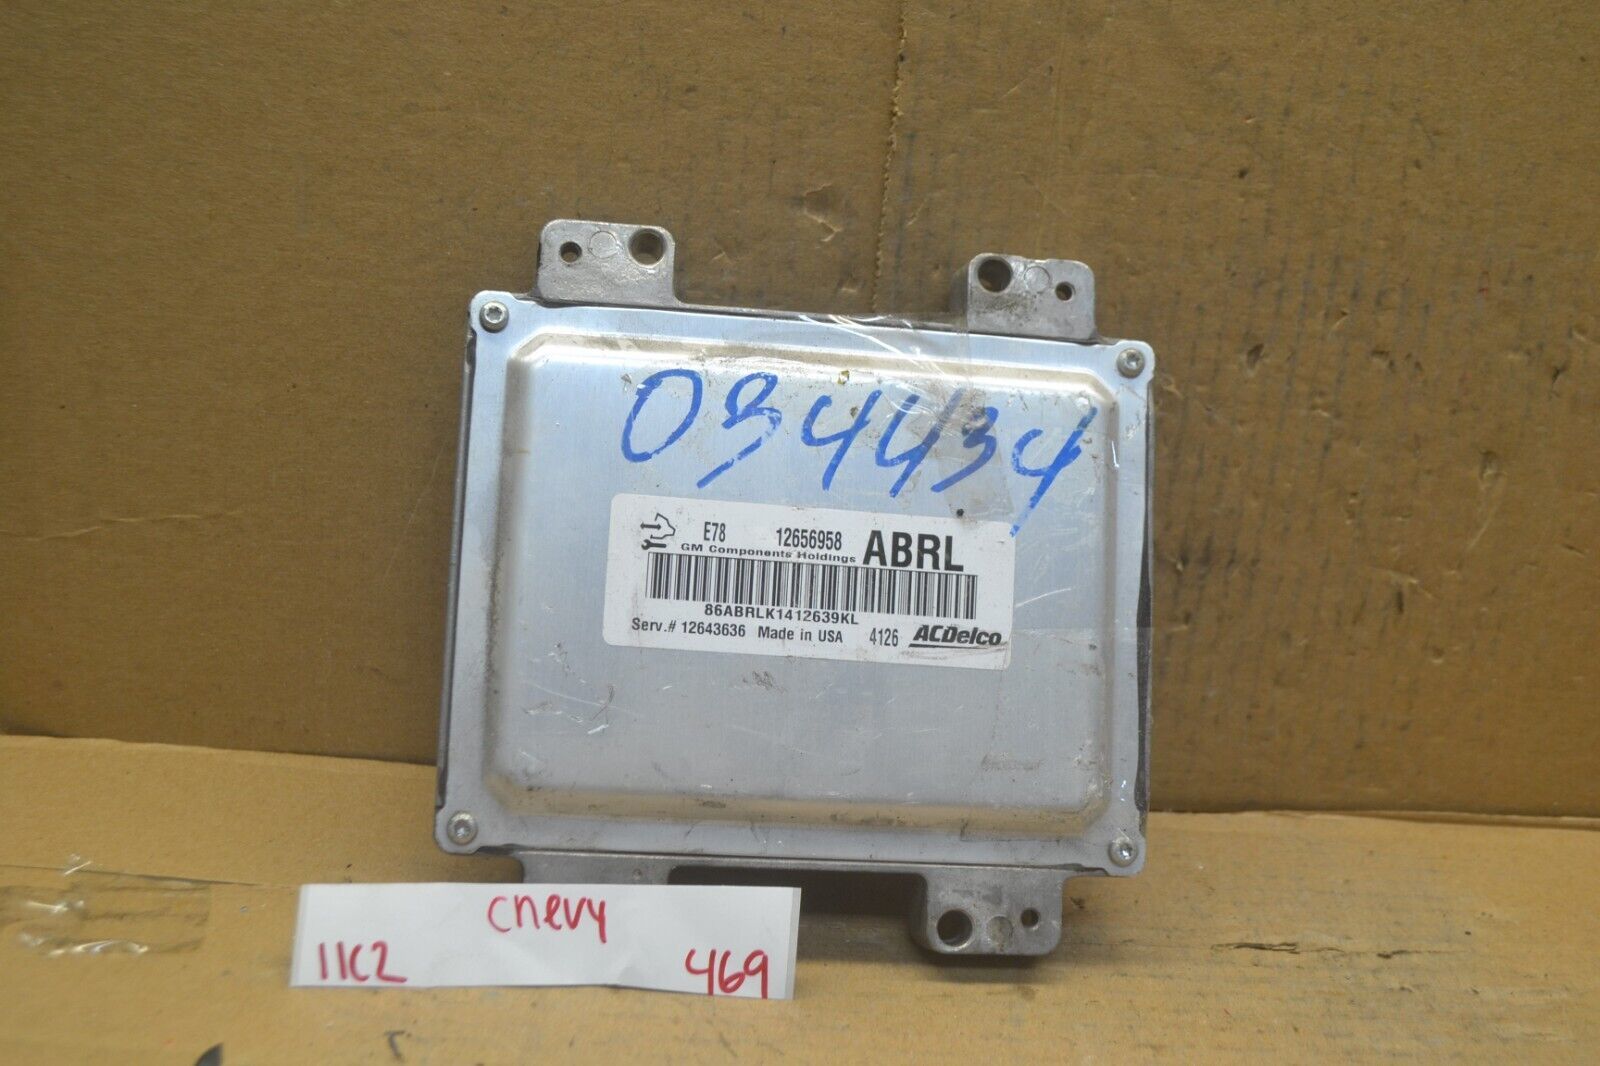 034434
E78 12656958 ABRL
GM Components Holdings
86ABRLK1412639KL
Serv.# 12643636 Made in USA 4126 ACDelco
chevy
11C2 469